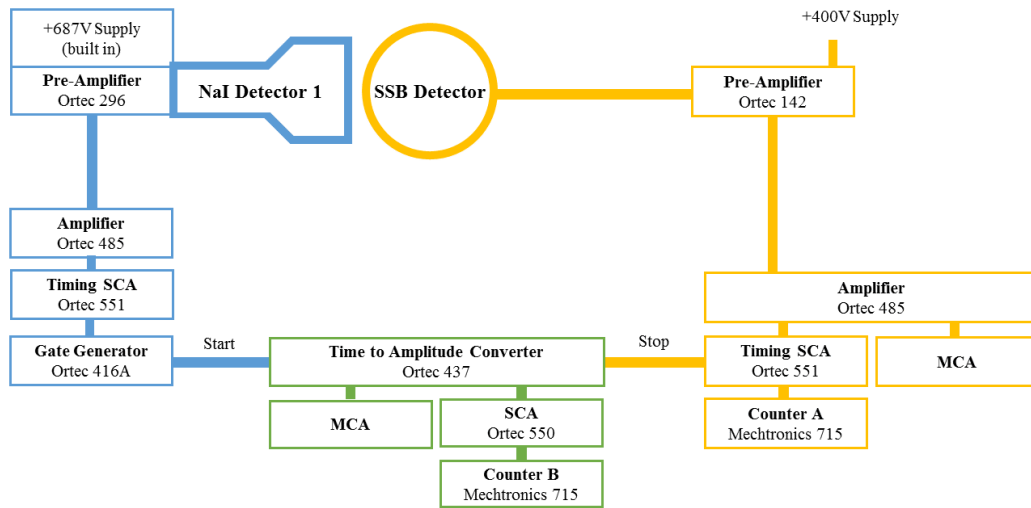 +687V Supply
(built in)
Pre-Amplifier
Ortec 296
NaI Detector 1
SSB Detector
+400V Supply
Pre-Amplifier
Ortec 142
Amplifier
Ortec 485
Timing SCA
Ortec 551
Gate Generator
Ortec 416A
Start
Time to Amplitude Converter
Ortec 437
Stop
MCA
SCA
Ortec 550
Counter B
Mechtronics 715
Amplifier
Ortec 485
Timing SCA
Ortec 551
MCA
Counter A
Mechtronics 715